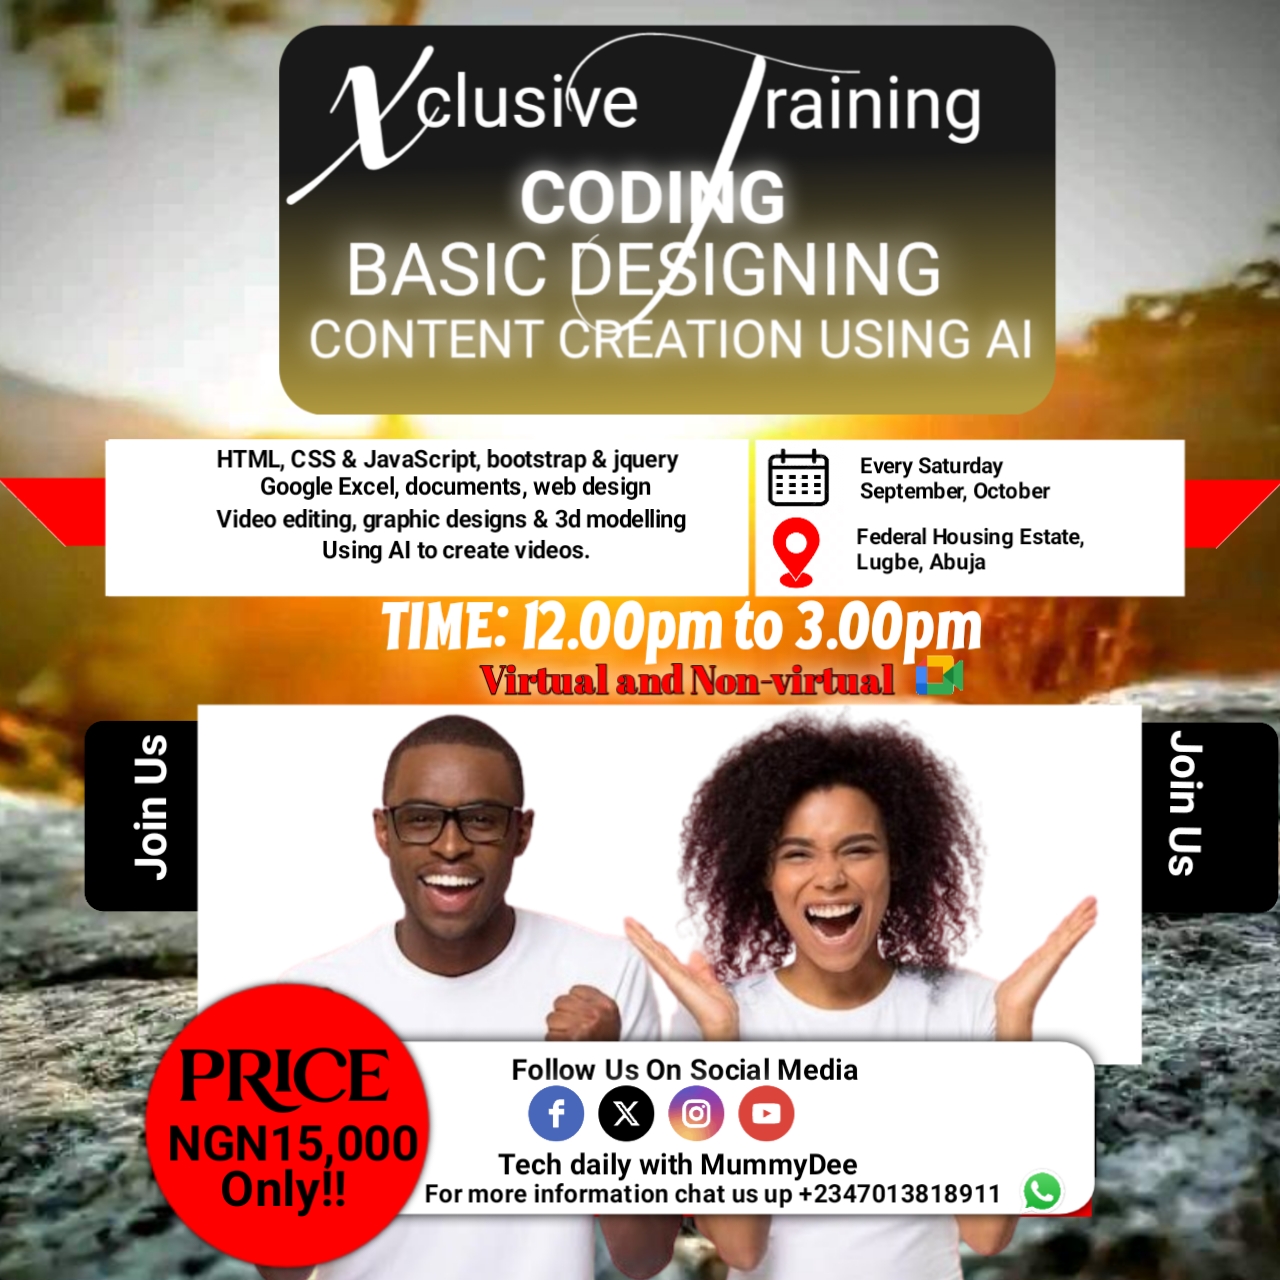 Xclusive Training
CODING
BASIC DESIGNING
CONTENT CREATION USING AI
HTML, CSS & JavaScript, bootstrap & jquery
Google Excel, documents, web design
Video editing, graphic designs & 3d modelling
Using AI to create videos.
Every Saturday
September, October
Federal Housing Estate,
Lugbe, Abuja
TIME: 12.00pm to 3.00pm
Virtual and Non-virtual
Join Us
Join Us
PRICE
NGN15,000
Only!!
Follow Us On Social Media
Tech daily with MummyDee
For more information chat us up +2347013818911